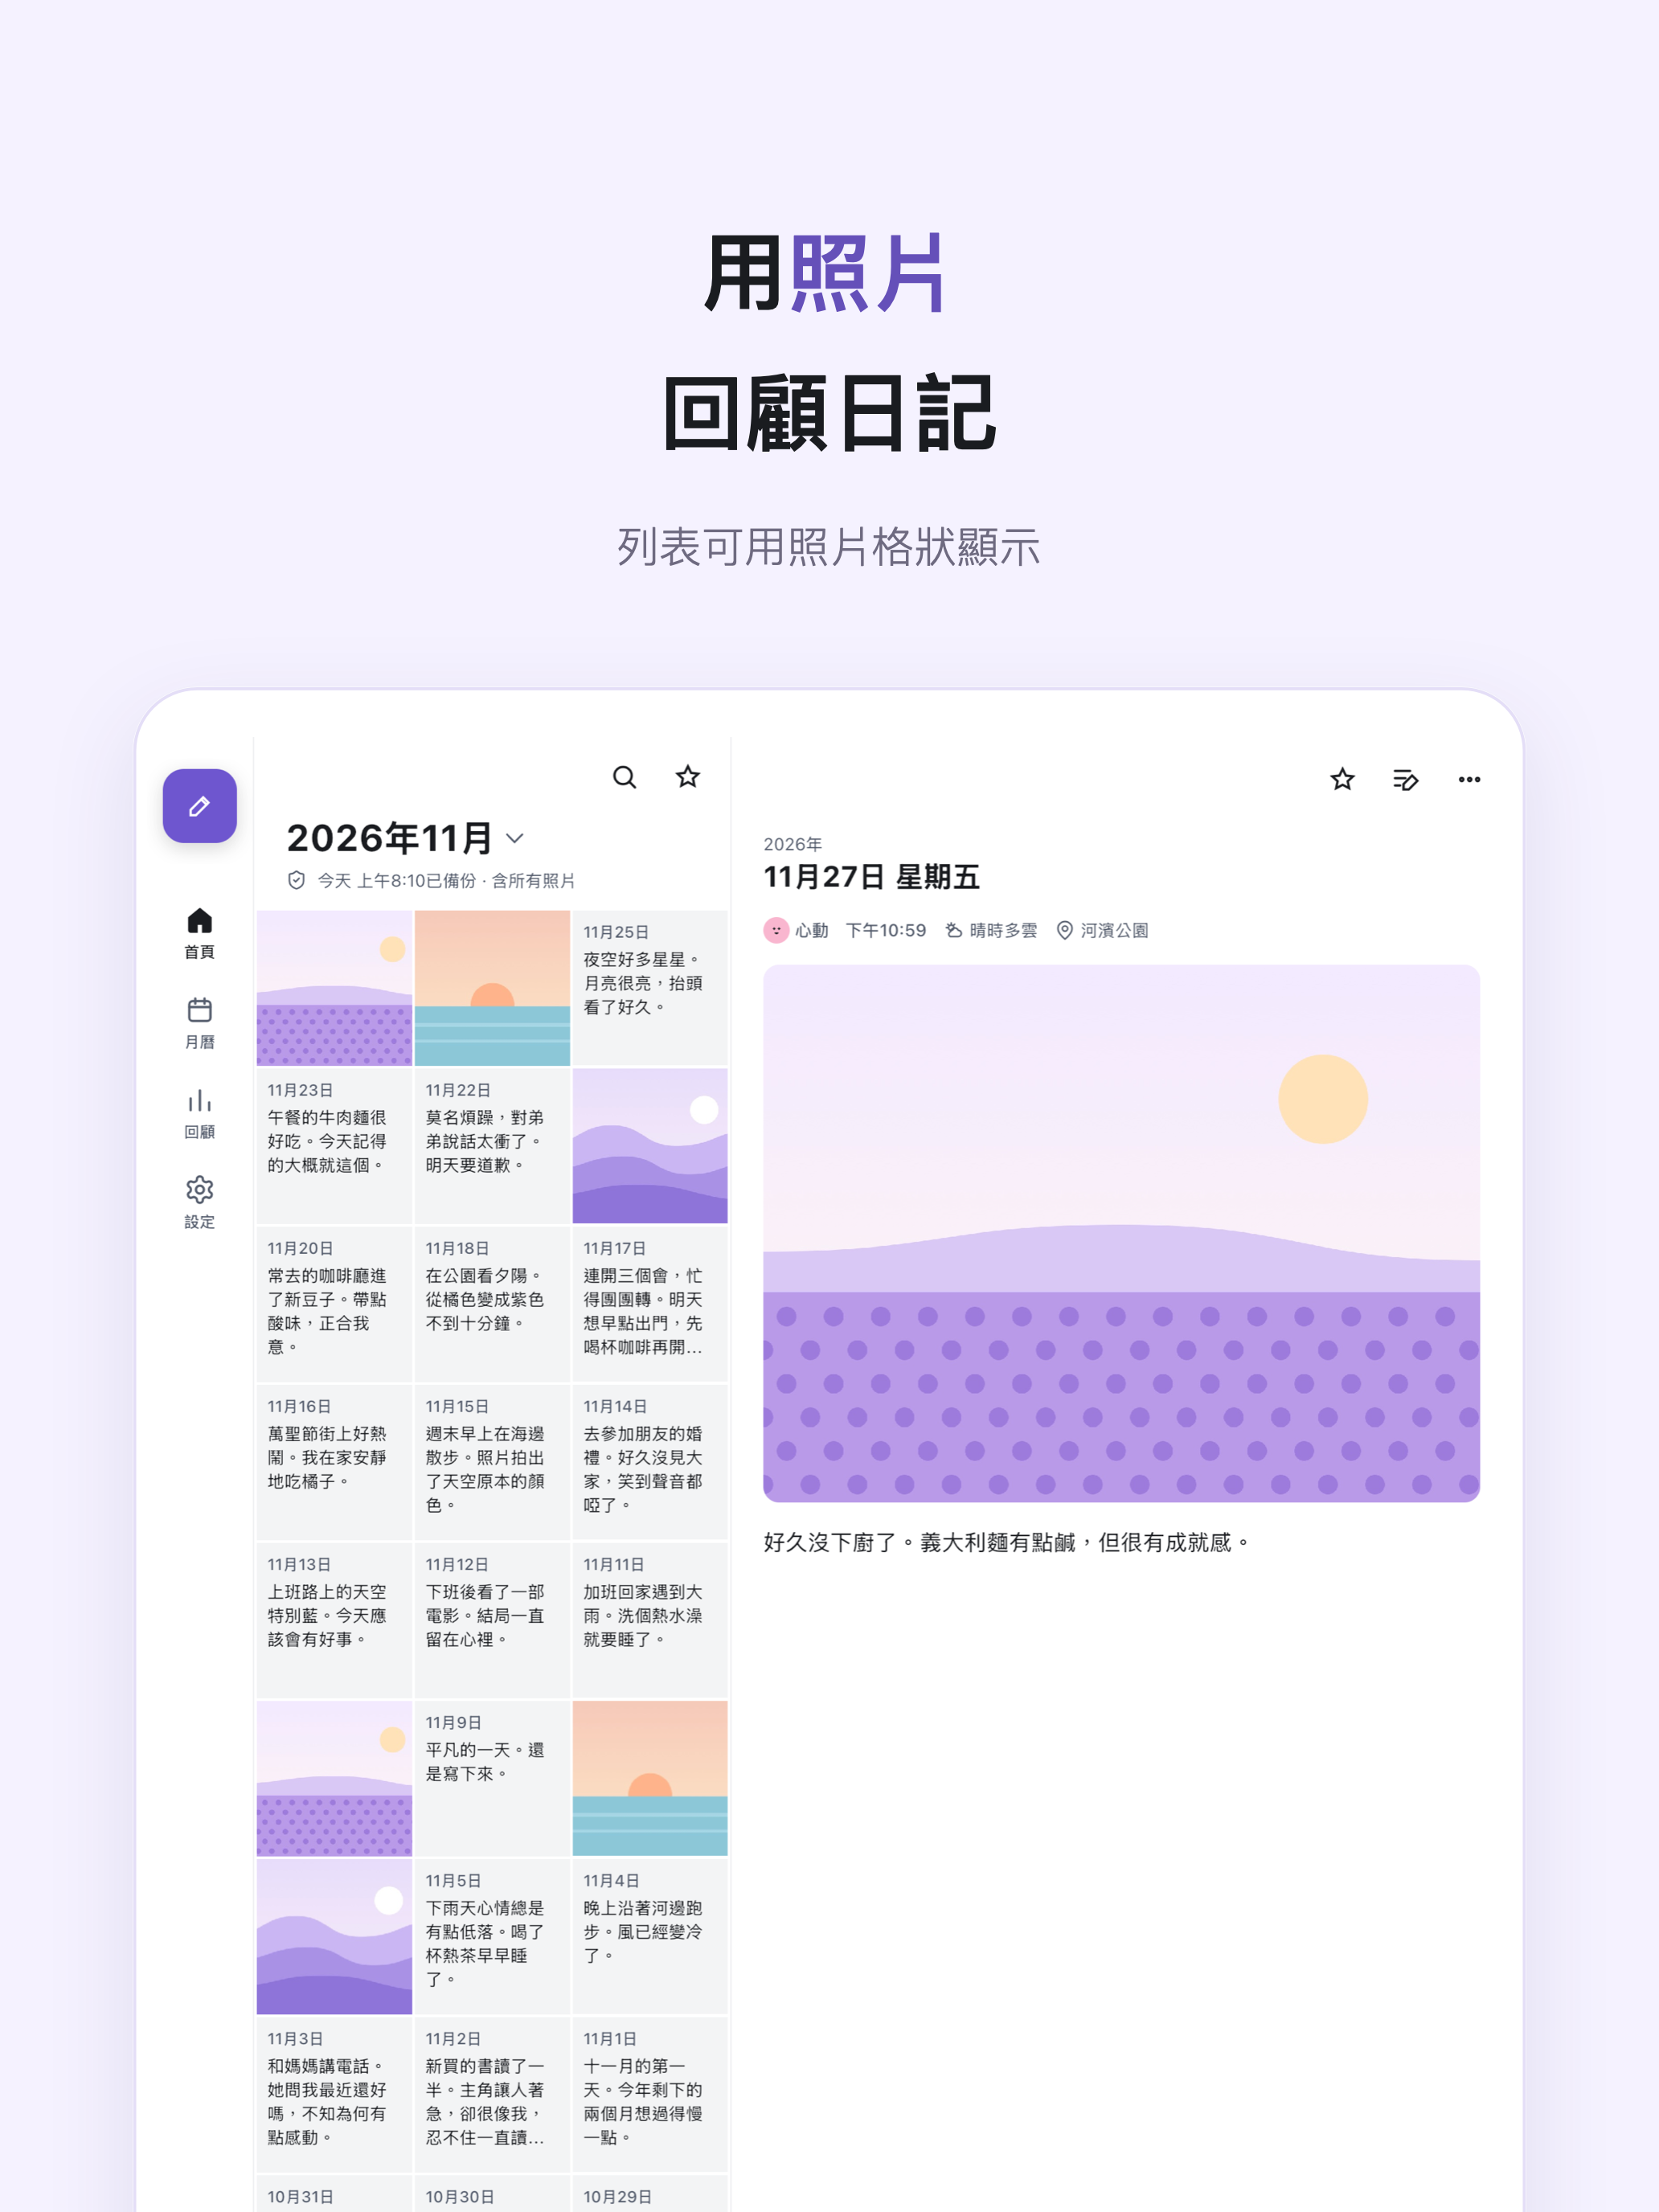 用照片
回顧日記
列表可用照片格狀顯示
首頁
月曆
回顧
設定
2026年11月
今天 上午8:10已備份 · 含所有照片
11月25日
夜空好多星星。
月亮很亮，抬頭
看了好久。
11月23日
午餐的牛肉麵很
好吃。今天記得
的大概就這個。
11月22日
莫名煩躁，對弟
弟說話太衝了。
明天要道歉。
11月20日
常去的咖啡廳進
了新豆子。帶點
酸味，正合我
意。
11月18日
在公園看夕陽。
從橘色變成紫色
不到十分鐘。
11月17日
連開三個會，忙
得團團轉。明天
想早點出門，先
喝杯咖啡再開…
11月16日
萬聖節街上好熱
鬧。我在家安靜
地吃橘子。
11月15日
週末早上在海邊
散步。照片拍出
了天空原本的顏
色。
11月14日
去參加朋友的婚
禮。好久沒見大
家，笑到聲音都
啞了。
11月13日
上班路上的天空
特別藍。今天應
該會有好事。
11月12日
下班後看了一部
電影。結局一直
留在心裡。
11月11日
加班回家遇到大
雨。洗個熱水澡
就要睡了。
11月9日
平凡的一天。還
是寫下來。
11月5日
下雨天心情總是
有點低落。喝了
杯熱茶早早睡
了。
11月4日
晚上沿著河邊跑
步。風已經變冷
了。
11月3日
和媽媽講電話。
她問我最近還好
嗎，不知為何有
點感動。
11月2日
新買的書讀了一
半。主角讓人著
急，卻很像我，
忍不住一直讀…
11月1日
十一月的第一
天。今年剩下的
兩個月想過得慢
一點。
10月31日
10月30日
10月29日
2026年
11月27日 星期五
心動 下午10:59 晴時多雲 河濱公園
好久沒下廚了。義大利麵有點鹹，但很有成就感。